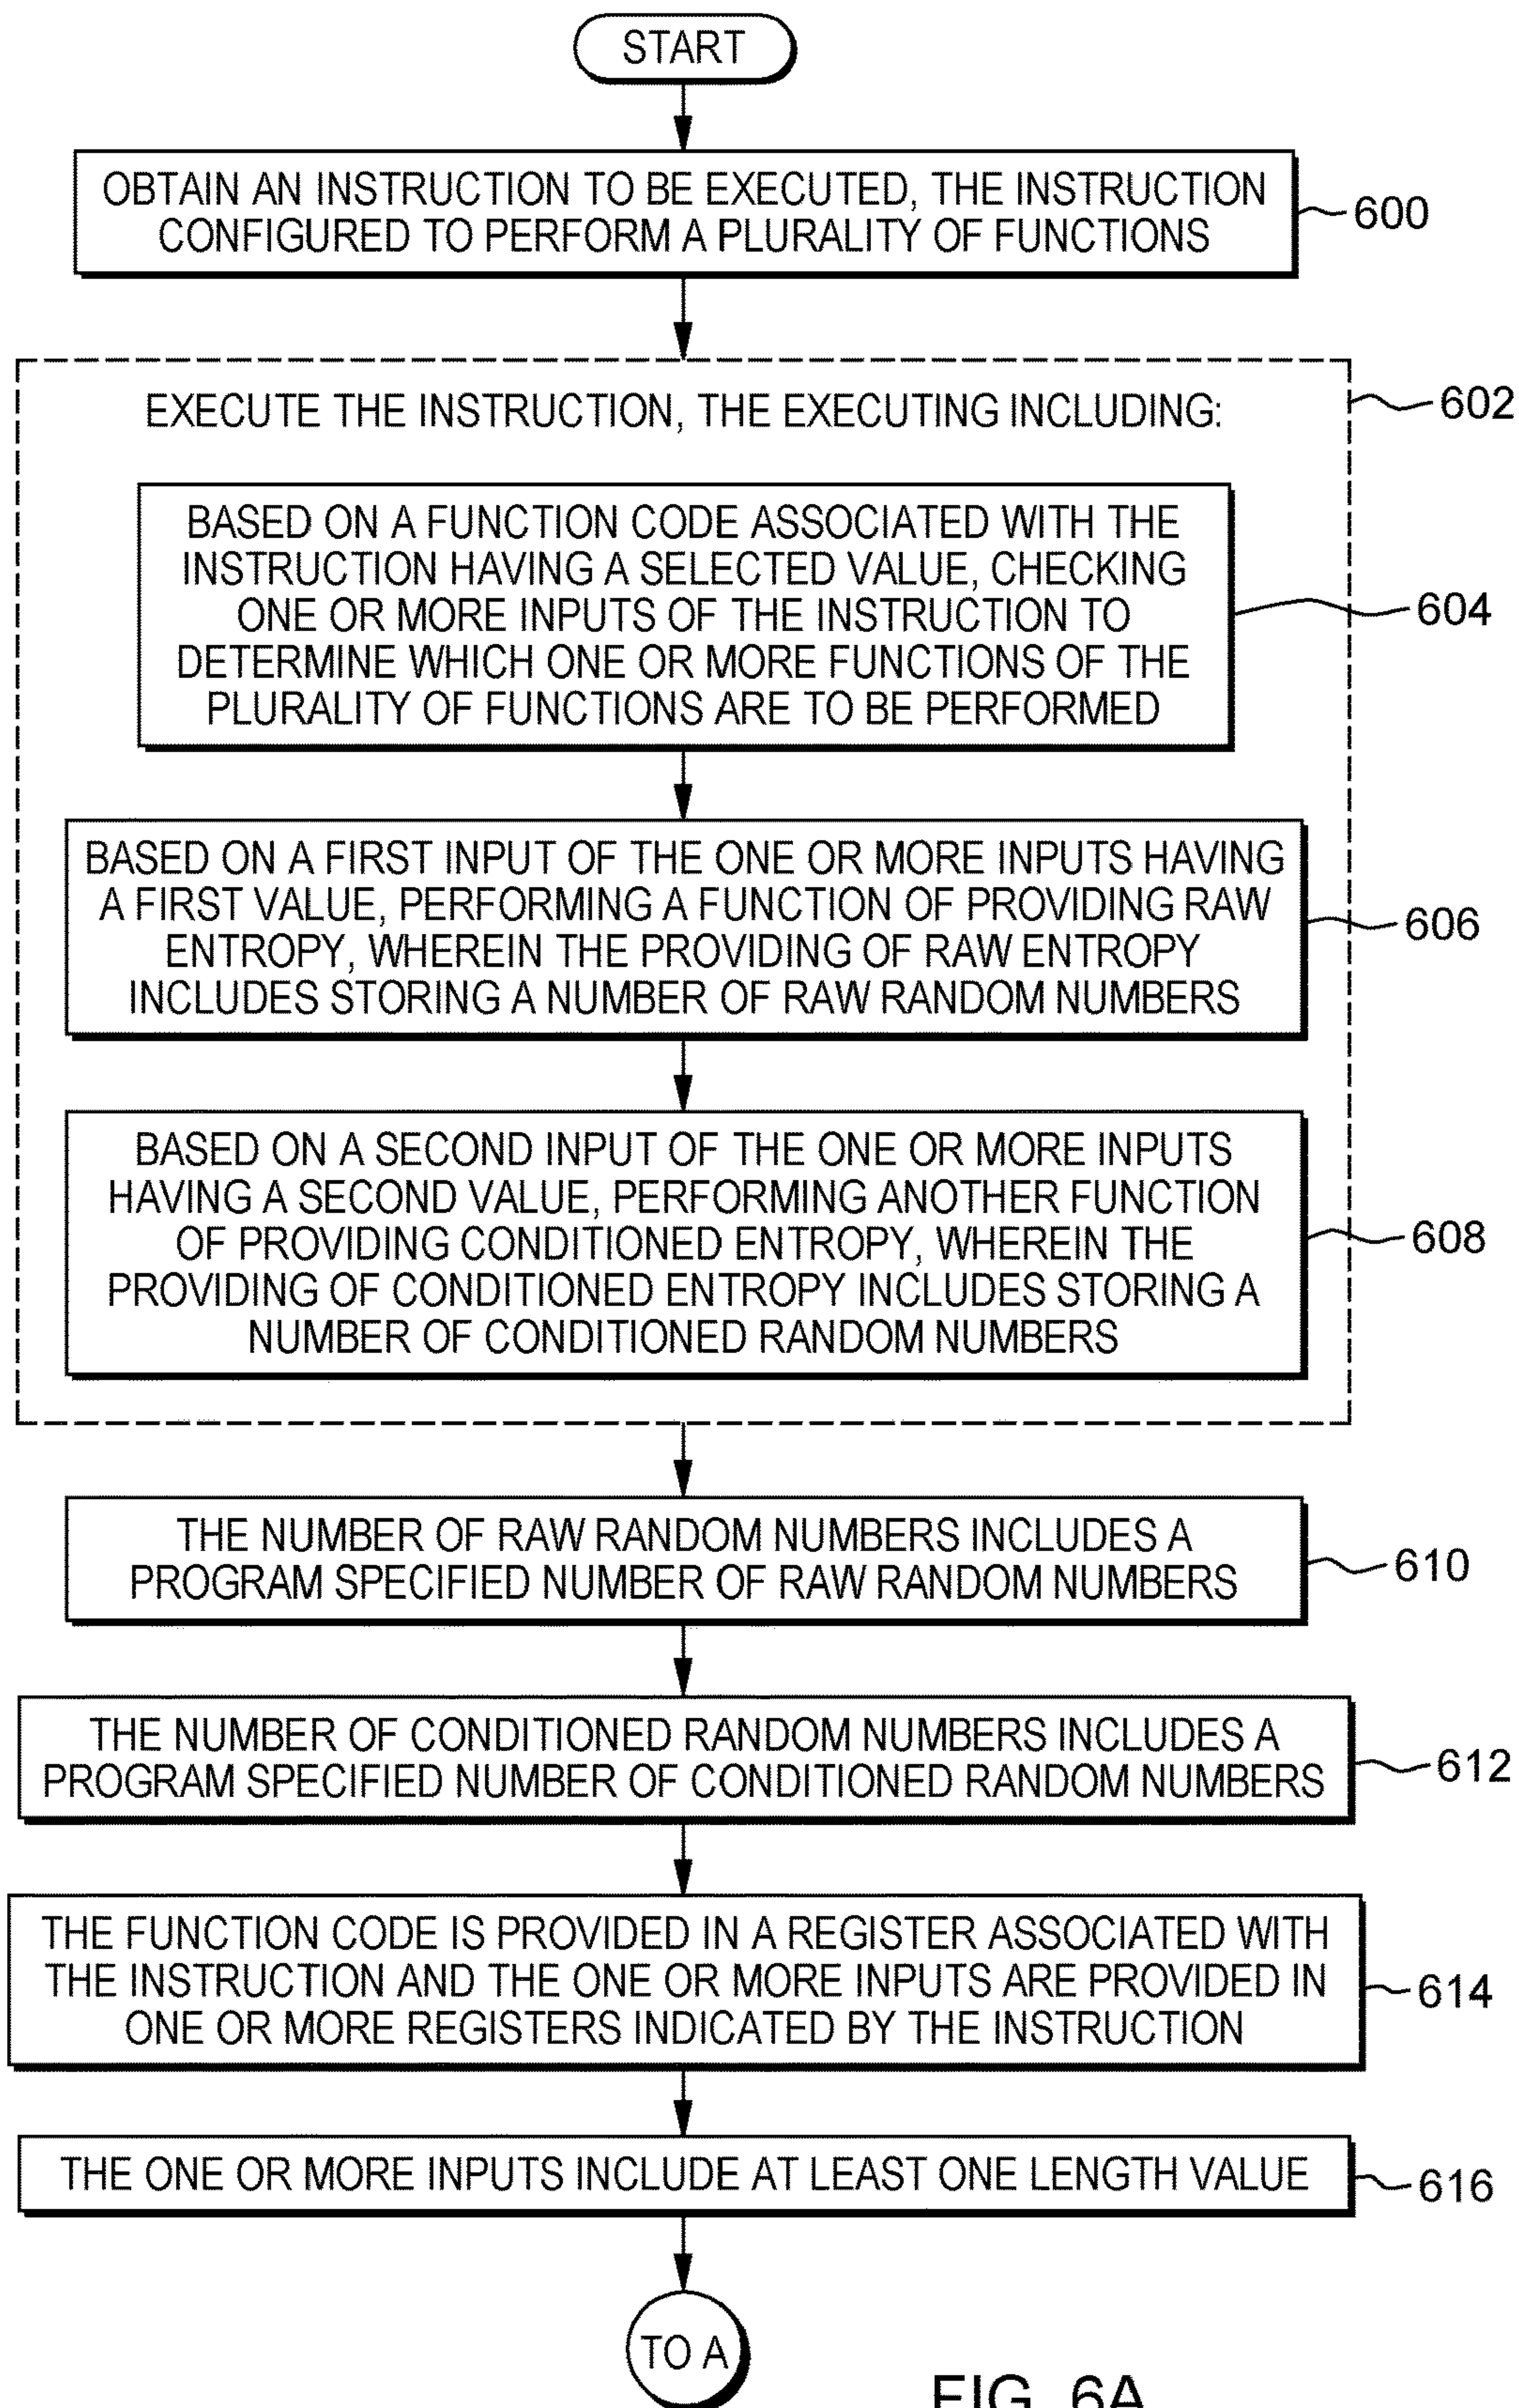 START
OBTAIN AN INSTRUCTION TO BE EXECUTED, THE INSTRUCTION
CONFIGURED TO PERFORM A PLURALITY OF FUNCTIONS
600
EXECUTE THE INSTRUCTION, THE EXECUTING INCLUDING:
602
BASED ON A FUNCTION CODE ASSOCIATED WITH THE
INSTRUCTION HAVING A SELECTED VALUE, CHECKING
ONE OR MORE INPUTS OF THE INSTRUCTION TO
DETERMINE WHICH ONE OR MORE FUNCTIONS OF THE
PLURALITY OF FUNCTIONS ARE TO BE PERFORMED
604
BASED ON A FIRST INPUT OF THE ONE OR MORE INPUTS HAVING
A FIRST VALUE, PERFORMING A FUNCTION OF PROVIDING RAW
ENTROPY, WHEREIN THE PROVIDING OF RAW ENTROPY
INCLUDES STORING A NUMBER OF RAW RANDOM NUMBERS
606
BASED ON A SECOND INPUT OF THE ONE OR MORE INPUTS
HAVING A SECOND VALUE, PERFORMING ANOTHER FUNCTION
OF PROVIDING CONDITIONED ENTROPY, WHEREIN THE
PROVIDING OF CONDITIONED ENTROPY INCLUDES STORING A
NUMBER OF CONDITIONED RANDOM NUMBERS
608
THE NUMBER OF RAW RANDOM NUMBERS INCLUDES A
PROGRAM SPECIFIED NUMBER OF RAW RANDOM NUMBERS
610
THE NUMBER OF CONDITIONED RANDOM NUMBERS INCLUDES A
PROGRAM SPECIFIED NUMBER OF CONDITIONED RANDOM NUMBERS
612
THE FUNCTION CODE IS PROVIDED IN A REGISTER ASSOCIATED WITH
THE INSTRUCTION AND THE ONE OR MORE INPUTS ARE PROVIDED IN
ONE OR MORE REGISTERS INDICATED BY THE INSTRUCTION
614
THE ONE OR MORE INPUTS INCLUDE AT LEAST ONE LENGTH VALUE
616
TO A
FIG. 6A